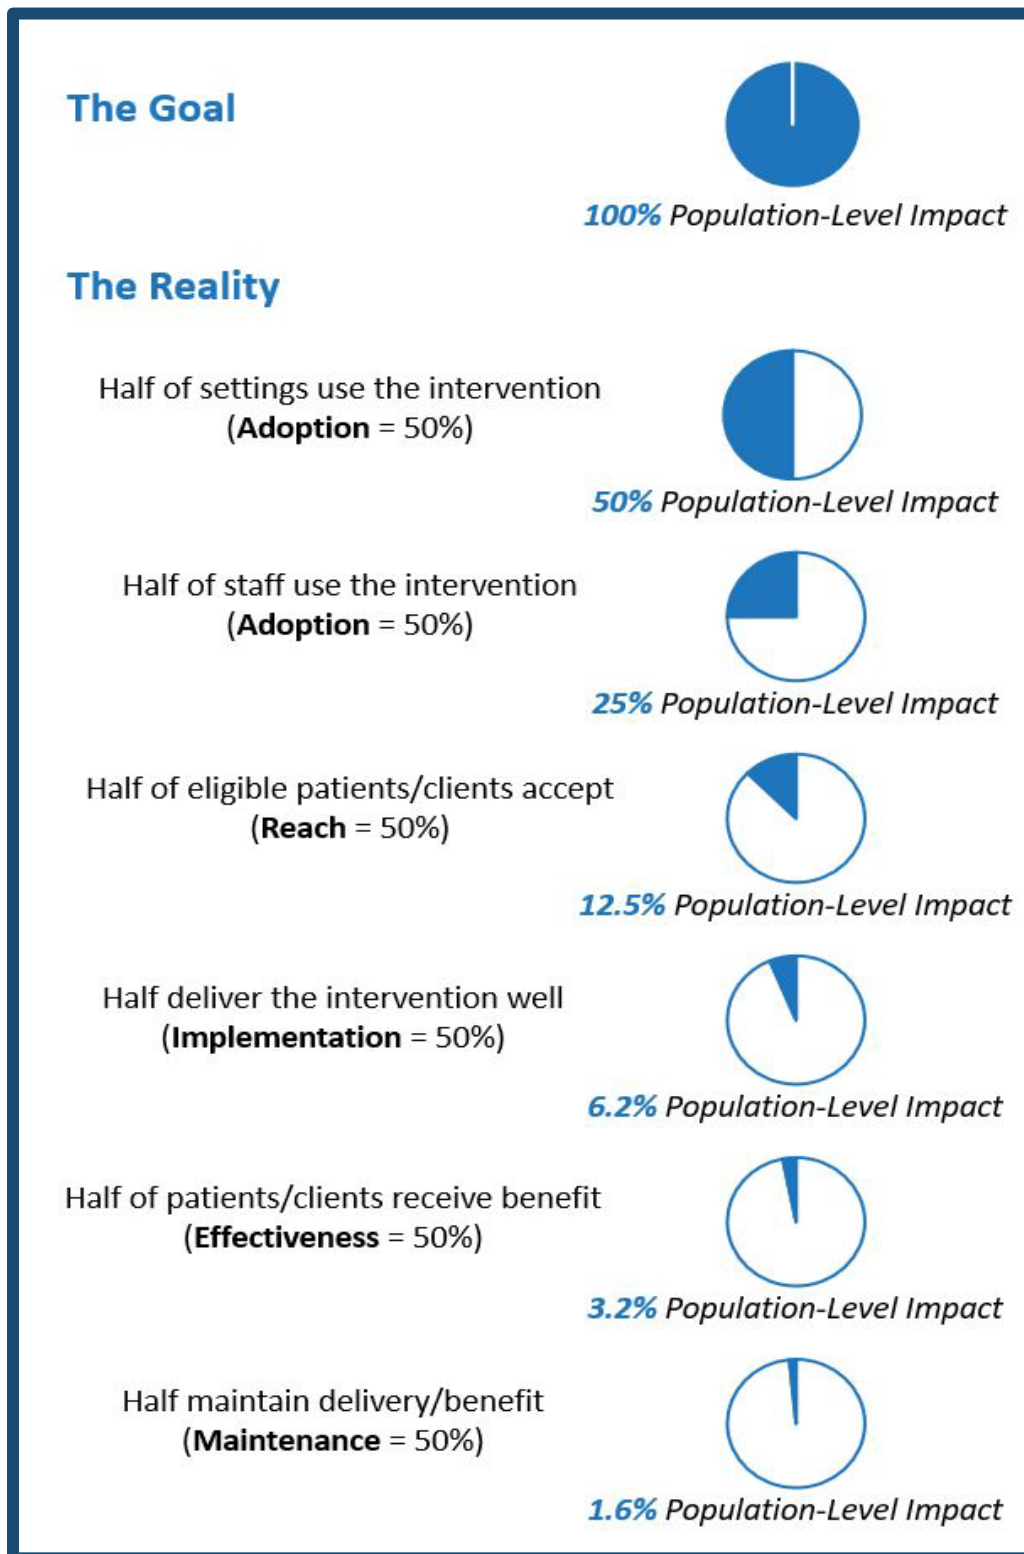 The Goal
100% Population-Level Impact
The Reality
Half of settings use the intervention
(Adoption = 50%)
50% Population-Level Impact
Half of staff use the intervention
(Adoption = 50%)
25% Population-Level Impact
Half of eligible patients/clients accept
(Reach = 50%)
12.5% Population-Level Impact
Half deliver the intervention well
(Implementation = 50%)
6.2% Population-Level Impact
Half of patients/clients receive benefit
(Effectiveness = 50%)
3.2% Population-Level Impact
Half maintain delivery/benefit
(Maintenance = 50%)
1.6% Population-Level Impact